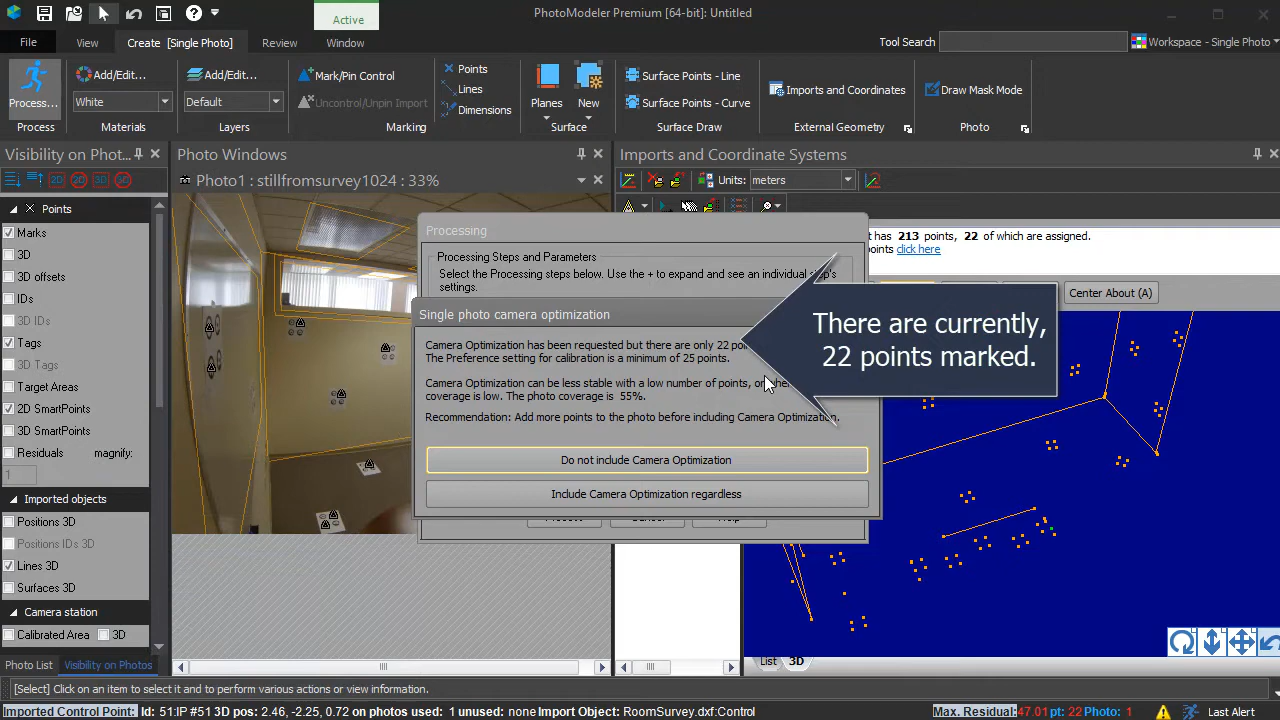 PhotoModeler Premium [64-bit]: Untitled
Active
File View Create [Single Photo] Review Window
Tool Search
Workspace - Single Photo
Process...
Process
Add/Edit...
White
Materials
Add/Edit...
Default
Layers
Mark/Pin Control
Uncontrol/Unpin Import
Points
Lines
Dimensions
Marking
Planes New
Surface
Surface Points - Line
Surface Points - Curve
Surface Draw
Imports and Coordinates
External Geometry
Draw Mask Mode
Photo
Visibility on Phot...
Points
Marks
3D
3D offsets
IDs
3D IDs
Tags
3D Tags
Target Areas
2D SmartPoints
3D SmartPoints
Residuals magnify:
1
Imported objects
Positions 3D
Positions IDs 3D
Lines 3D
Surfaces 3D
Camera station
Calibrated Area 3D
Photo List Visibility on Photos
Photo Windows
Photo1 : stillfromsurvey1024 : 33%
Imports and Coordinate Systems
Units: meters
t has 213 points, 22 of which are assigned.
points click here
Center About (A)
Processing
Processing Steps and Parameters
Select the Processing steps below. Use the + to expand and see an individual step's
settings.
Single photo camera optimization
Camera Optimization has been requested but there are only 22
The Preference setting for calibration is a minimum of 25 points.
Camera Optimization can be less stable with a low number of points,
coverage is low. The photo coverage is 55%.
Recommendation: Add more points to the photo before including Camera Optimization.
Do not include Camera Optimization
Include Camera Optimization regardless
There are currently,
22 points marked.
List 3D
[Select] Click on an item to select it and to perform various actions or view information.
Imported Control Point: Id: 51:IP #51 3D pos: 2.46, -2.25, 0.72 on photos used: 1 unused: none Import Object: RoomSurvey.dxf:Control
Max. Residual: 47.01 pt: 22 Photo: 1
Last Alert